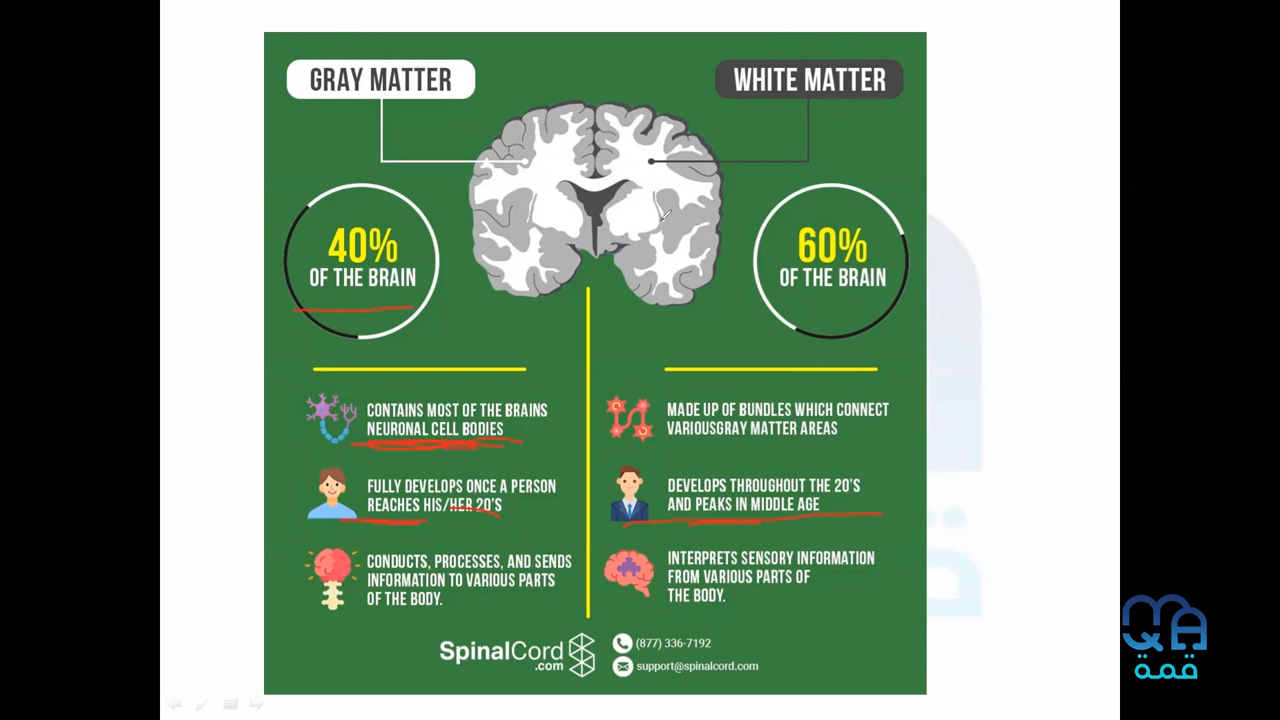 GRAY MATTER
WHITE MATTER
40%
OF THE BRAIN
60%
OF THE BRAIN
CONTAINS MOST OF THE BRAINS
NEURONAL CELL BODIES
FULLY DEVELOPS ONCE A PERSON
REACHES HIS/HER 20'S
CONDUCTS, PROCESSES, AND SENDS
INFORMATION TO VARIOUS PARTS
OF THE BODY.
MADE UP OF BUNDLES WHICH CONNECT
VARIOUSGRAY MATTER AREAS
DEVELOPS THROUGHOUT THE 20'S
AND PEAKS IN MIDDLE AGE
INTERPRETS SENSORY INFORMATION
FROM VARIOUS PARTS OF
THE BODY.
SpinalCord
.com
(877) 336-7192
support@spinalcord.com
قمة